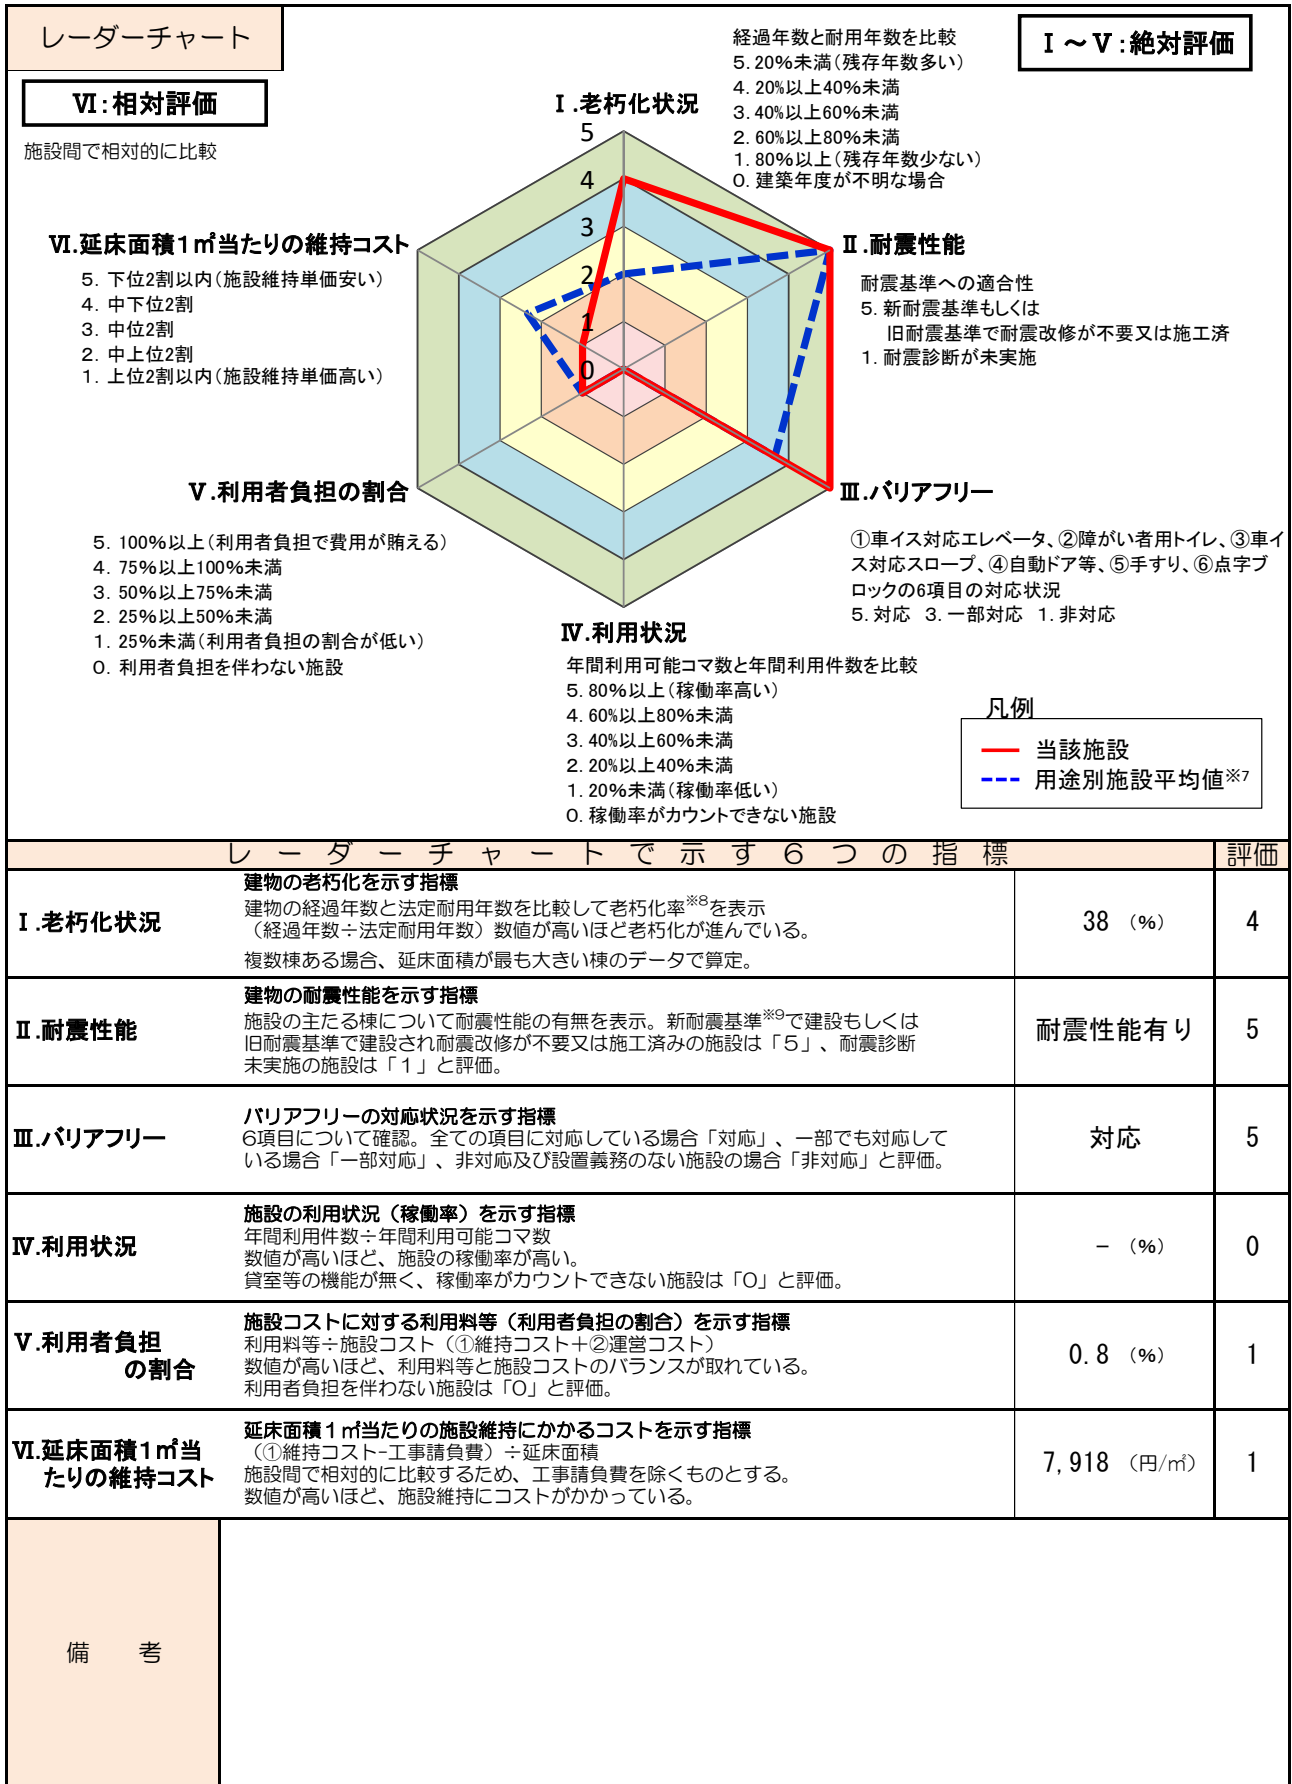 レーダーチャート
Ⅰ～Ⅴ:絶対評価
Ⅵ:相対評価
施設間で相対的に比較
経過年数と耐用年数を比較
5.20%未満(残存年数多い)
4.20%以上40%未満
3.40%以上60%未満
2.60%以上80%未満
1.80%以上(残存年数少ない)
0.建築年度が不明な場合
Ⅰ.老朽化状況
5
4
3
2
1
0
Ⅱ.耐震性能
耐震基準への適合性
5.新耐震基準もしくは
旧耐震基準で耐震改修が不要又は施工済
1.耐震診断が未実施
Ⅵ.延床面積1㎡当たりの維持コスト
5. 下位2割以内(施設維持単価安い)
4. 中下位2割
3. 中位2割
2. 中上位2割
1. 上位2割以内(施設維持単価高い)
Ⅲ.バリアフリー
①車イス対応エレベータ、②障がい者用トイレ、③車イ
ス対応スロープ、④自動ドア等、⑤手すり、⑥点字ブ
ロックの6項目の対応状況
5.対応 3.一部対応 1.非対応
Ⅴ.利用者負担の割合
5. 100%以上(利用者負担で費用が賄える)
4. 75%以上100%未満
3. 50%以上75%未満
2. 25%以上50%未満
1. 25%未満(利用者負担の割合が低い)
0. 利用者負担を伴わない施設
Ⅳ.利用状況
年間利用可能コマ数と年間利用件数を比較
5.80%以上(稼働率高い)
4.60%以上80%未満
3.40%以上60%未満
2.20%以上40%未満
1.20%未満(稼働率低い)
0.稼働率がカウントできない施設
凡例
当該施設
用途別施設平均値※7
レーダーチャートで示す6つの指標 評価
Ⅰ.老朽化状況
建物の老朽化を示す指標
建物の経過年数と法定耐用年数を比較して老朽化率※8を表示
(経過年数÷法定耐用年数)数値が高いほど老朽化が進んでいる。
複数棟ある場合、延床面積が最も大きい棟のデータで算定。
38 (%) 4
Ⅱ.耐震性能
建物の耐震性能を示す指標
施設の主たる棟について耐震性能の有無を表示。新耐震基準※9で建設もしくは
旧耐震基準で建設され耐震改修が不要又は施工済みの施設は「5」、耐震診断
未実施の施設は「1」と評価。
耐震性能有り 5
Ⅲ.バリアフリー
バリアフリーの対応状況を示す指標
6項目について確認。全ての項目に対応している場合「対応」、一部でも対応して
いる場合「一部対応」、非対応及び設置義務のない施設の場合「非対応」と評価。
対応 5
Ⅳ.利用状況
施設の利用状況(稼働率)を示す指標
年間利用件数÷年間利用可能コマ数
数値が高いほど、施設の稼働率が高い。
貸室等の機能が無く、稼働率がカウントできない施設は「0」と評価。
- (%) 0
Ⅴ.利用者負担
の割合
施設コストに対する利用料等(利用者負担の割合)を示す指標
利用料等÷施設コスト(①維持コスト+②運営コスト)
数値が高いほど、利用料等と施設コストのバランスが取れている。
利用者負担を伴わない施設は「0」と評価。
0.8 (%) 1
Ⅵ.延床面積1㎡当
たりの維持コスト
延床面積1㎡当たりの施設維持にかかるコストを示す指標
(①維持コスト-工事請負費)÷延床面積
施設間で相対的に比較するため、工事請負費を除くものとする。
数値が高いほど、施設維持にコストがかかっている。
7,918 (円/㎡) 1
備 考